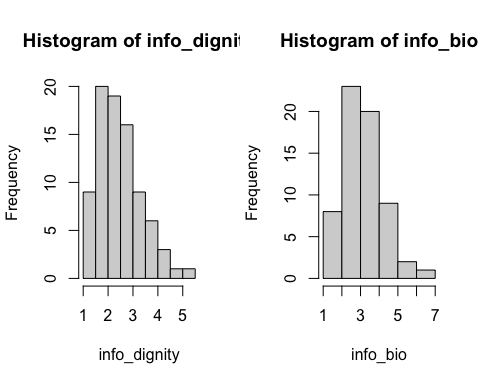 Histogram of info_dignit
Frequency
0
5
10
15
20
1 2 3 4 5
info_dignity
Histogram of info_bio
Frequency
0
5
10
15
20
1 3 5 7
info_bio